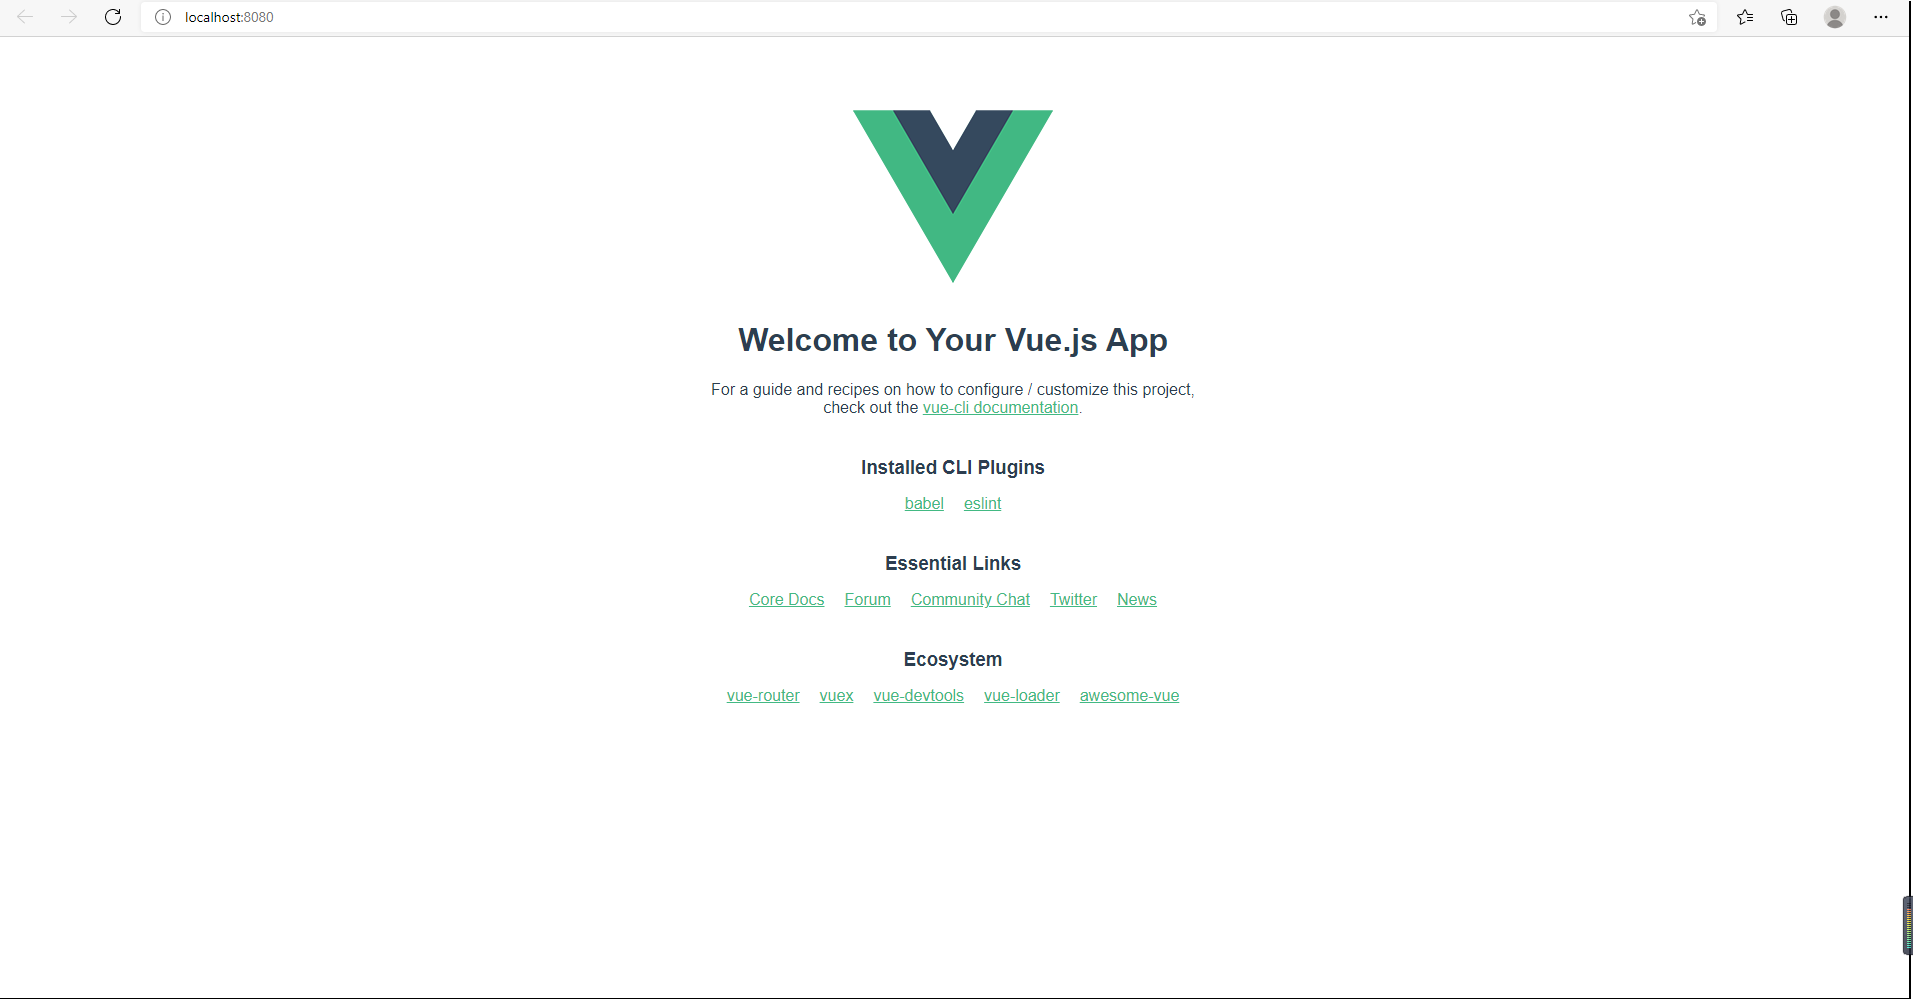 localhost:8080
Welcome to Your Vue.js App
For a guide and recipes on how to configure / customize this project,
check out the vue-cli documentation.
Installed CLI Plugins
babel eslint
Essential Links
Core Docs Forum Community Chat Twitter News
Ecosystem
vue-router vuex vue-devtools vue-loader awesome-vue